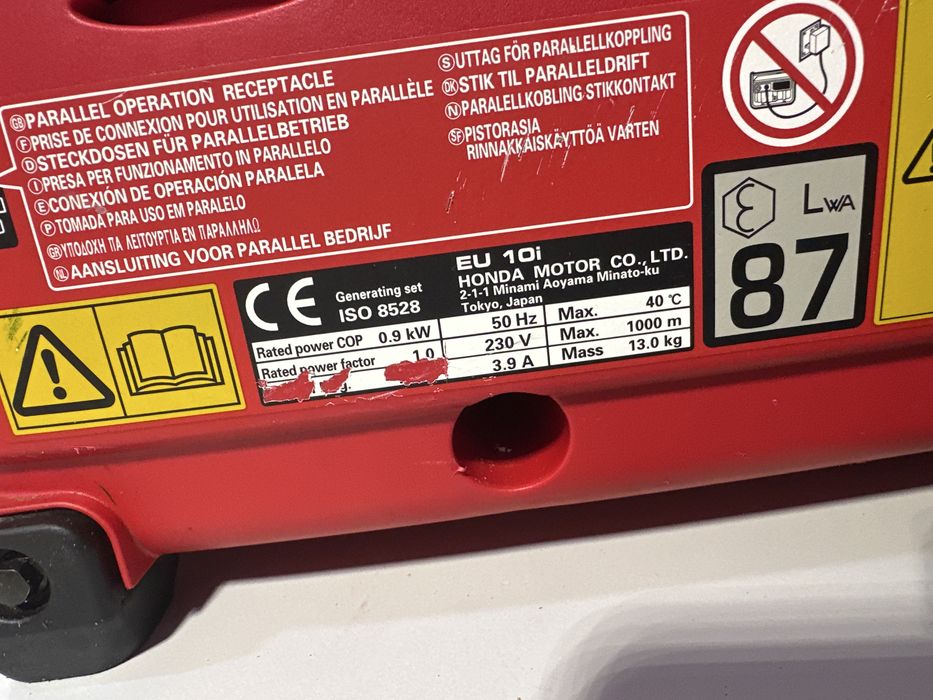 GB PARALLEL OPERATION RECEPTACLE
F PRISE DE CONNEXION POUR UTILISATION EN PARALLÈLE
D STECKDOSEN FÜR PARALLELBETRIEB
I PRESA PER FUNZIONAMENTO IN PARALLELO
E CONEXIÓN DE OPERACIÓN PARALELA
P TOMADA PARA USO EM PARALELO
GR ΥΠΟΔΟΧΗ ΓΙΑ ΛΕΙΤΟΥΡΓΙΑ ΕΝ ΠΑΡΑΛΛΗΛΩ
NL AANSLUITING VOOR PARALLEL BEDRIJF
S UTTAG FÖR PARALLELLKOPPLING
DK STIK TIL PARALLELDRIFT
N PARALELLKOBLING STIKKONTAKT
SF PISTORASIA
RINNAKKAISKÄYTTÖÄ VARTEN
CE
Generating set
ISO 8528
EU 10i
HONDA MOTOR CO., LTD.
2-1-1 Minami Aoyama Minato-ku
Tokyo, Japan
Rated power COP 0.9 kW 50 Hz Max. 40 °C
Rated power factor 1.0 230 V Max. 1000 m
3.9 A Mass 13.0 kg
LWA
87